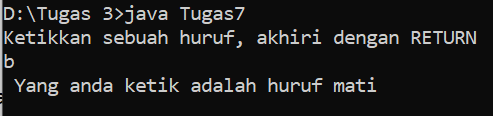 D:\Tugas 3>java Tugas7
Ketikkan sebuah huruf, akhiri dengan RETURN
b
 Yang anda ketik adalah huruf mati